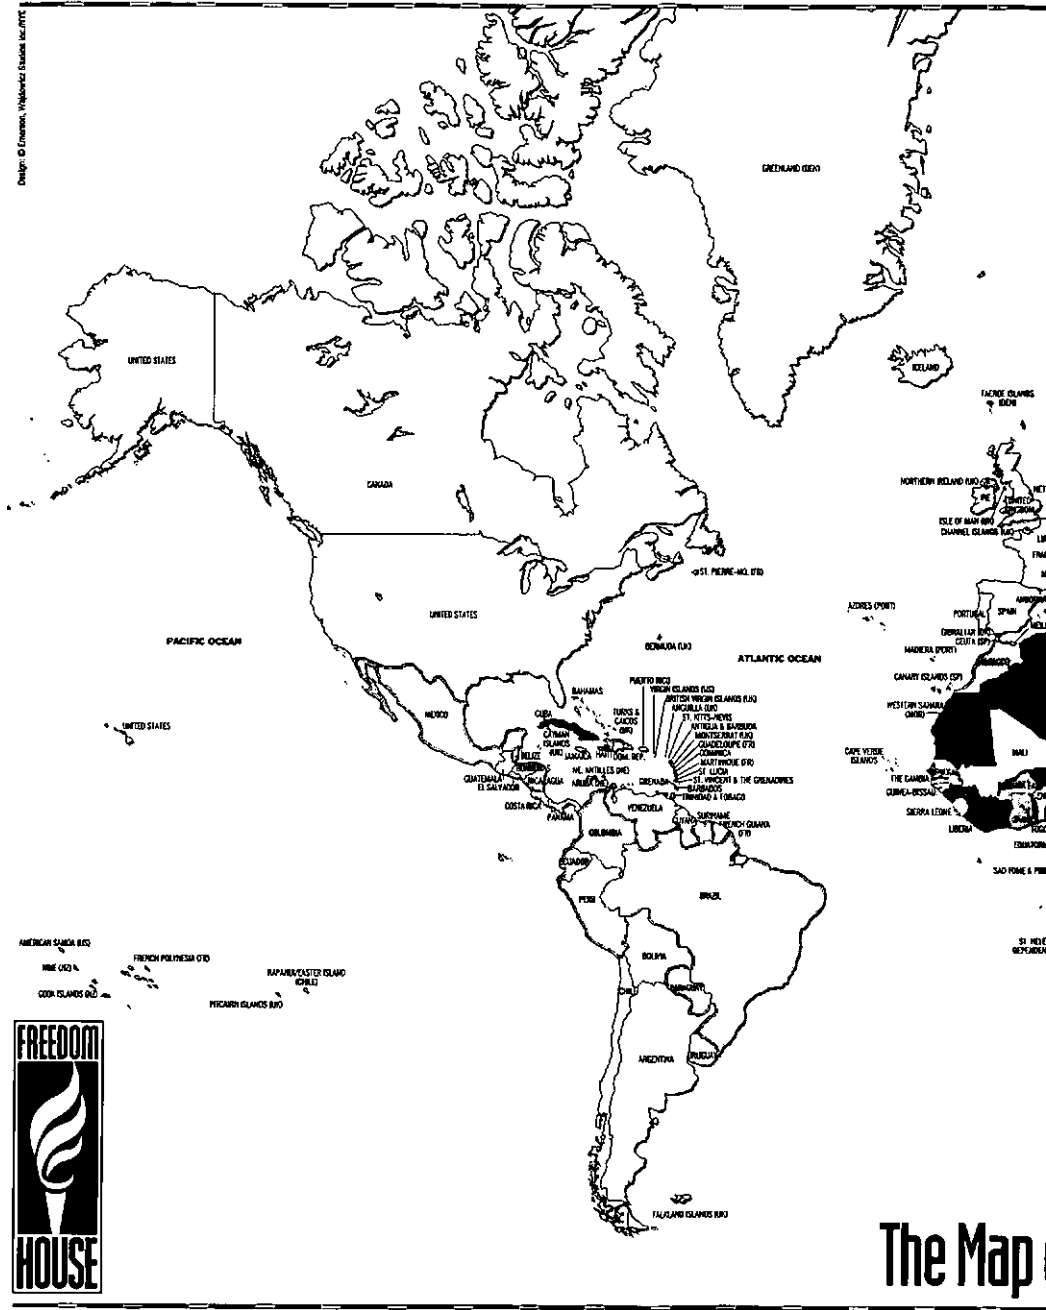 Design: © Emerson, Wajdowicz Studios Inc./NYC
GREENLAND (DEN)
UNITED STATES
ICELAND
FAEROE ISLANDS
(DEN)
CANADA
NORTHERN IRELAND (UK)
IRE
UNITED
KINGDOM
ISLE OF MAN (UK)
CHANNEL ISLANDS (UK)
ST. PIERRE-MQ. (FR)
UNITED STATES
AZORES (PORT)
PORTUGAL
SPAIN
PACIFIC OCEAN
BERMUDA (UK)
ATLANTIC OCEAN
GIBRALTAR (UK)
CEUTA (SP)
MADIERA (PORT)
MOROCCO
CANARY ISLANDS (SP)
WESTERN SAHARA
(MOR)
PUERTO RICO
VIRGIN ISLANDS (US)
BRITISH VIRGIN ISLANDS (UK)
ANGUILLA (UK)
ST. KITTS-NEVIS
ANTIGUA & BARBUDA
MONTSERRAT (UK)
GUADELOUPE (FR)
DOMINICA
MARTINIQUE (FR)
ST LUCIA
ST. VINCENT & THE GRENADINES
BARBADOS
TRINIDAD & TOBAGO
GRENADA
BAHAMAS
TURKS &
CAICOS
(UK)
MEXICO
CUBA
CAYMAN
ISLANDS
(UK)
JAMAICA
HAITI
DOM. REP.
UNITED STATES
BELIZE
HONDURAS
NE. ANTILLES (NE)
ARUBA (NE)
GUATEMALA
EL SALVADOR
NICARAGUA
COSTA RICA
PANAMA
VENEZUELA
GUYANA
SURINAME
FRENCH GUIANA
(FR)
COLOMBIA
CAPE VERDE
ISLANDS
MALI
THE GAMBIA
GUINEA-BISSAU
SIERRA LEONE
LIBERIA
ECUADOR
PERU
BRAZIL
AMERICAN SAMOA (US)
NIUE (NZ)
COOK ISLANDS (NZ)
FRENCH POLYNESIA (FR)
RAPANUI/EASTER ISLAND
(CHILE)
PITCAIRN ISLANDS (UK)
BOLIVIA
PARAGUAY
ARGENTINA
URUGUAY
FALKLAND ISLANDS (UK)
FREEDOM
HOUSE
The Map